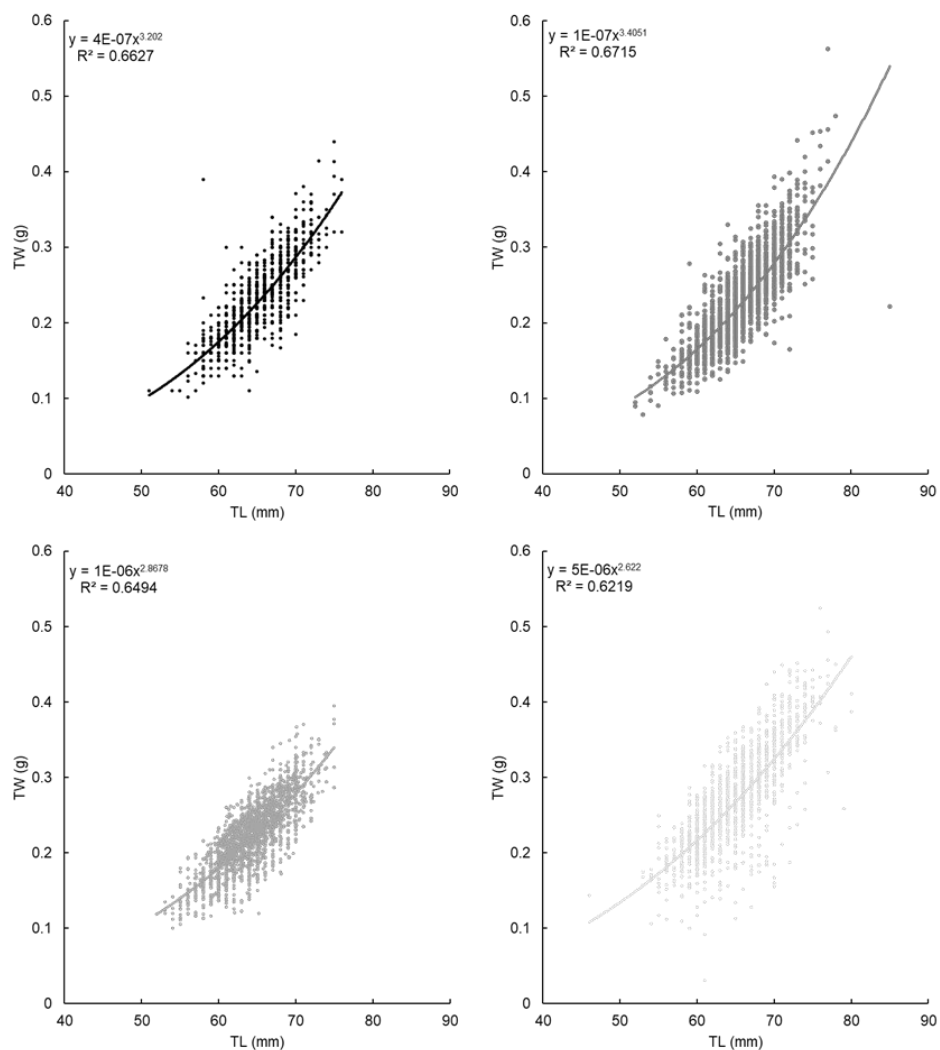 0.6
y = 4E-07x^3.202
R² = 0.6627
0.5
0.4
TW (g)
0.3
0.2
0.1
0
40 50 60 70 80 90
TL (mm)
0.6
y = 1E-07x^3.4051
R² = 0.6715
0.5
0.4
TW (g)
0.3
0.2
0.1
0
40 50 60 70 80 90
TL (mm)
0.6
y = 1E-06x^2.8678
R² = 0.6494
0.5
0.4
TW (g)
0.3
0.2
0.1
0
40 50 60 70 80 90
TL (mm)
0.6
y = 5E-06x^2.622
R² = 0.6219
0.5
0.4
TW (g)
0.3
0.2
0.1
0
40 50 60 70 80 90
TL (mm)